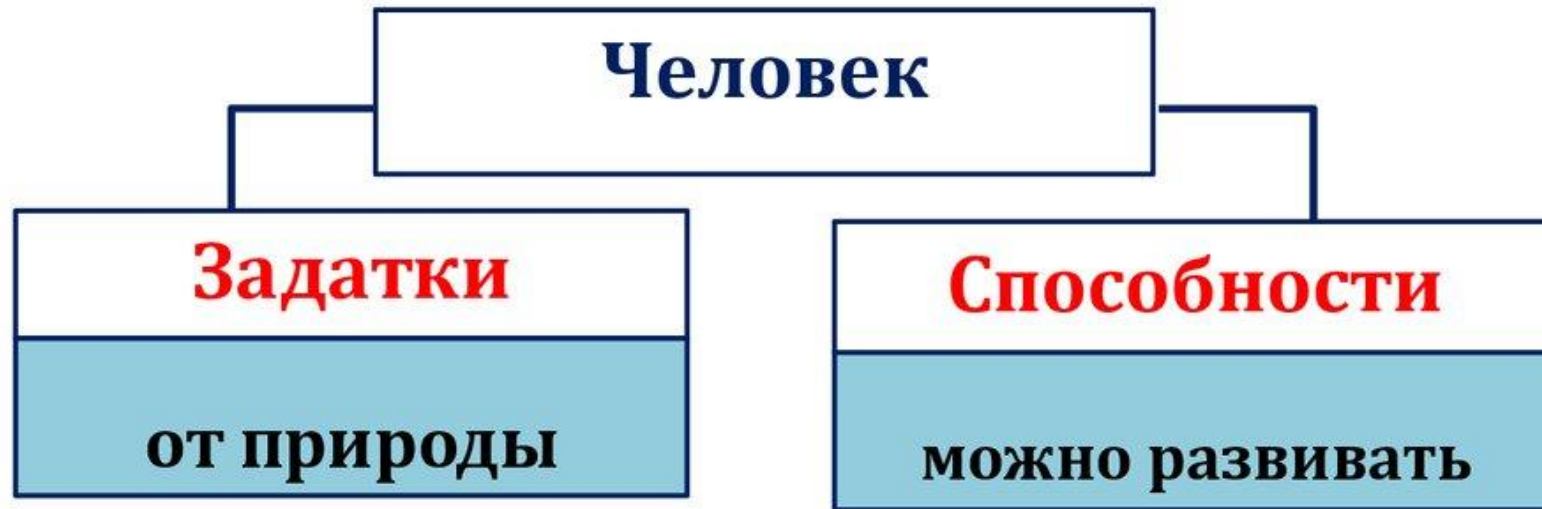 Человек
Задатки
от природы
Способности
можно развивать